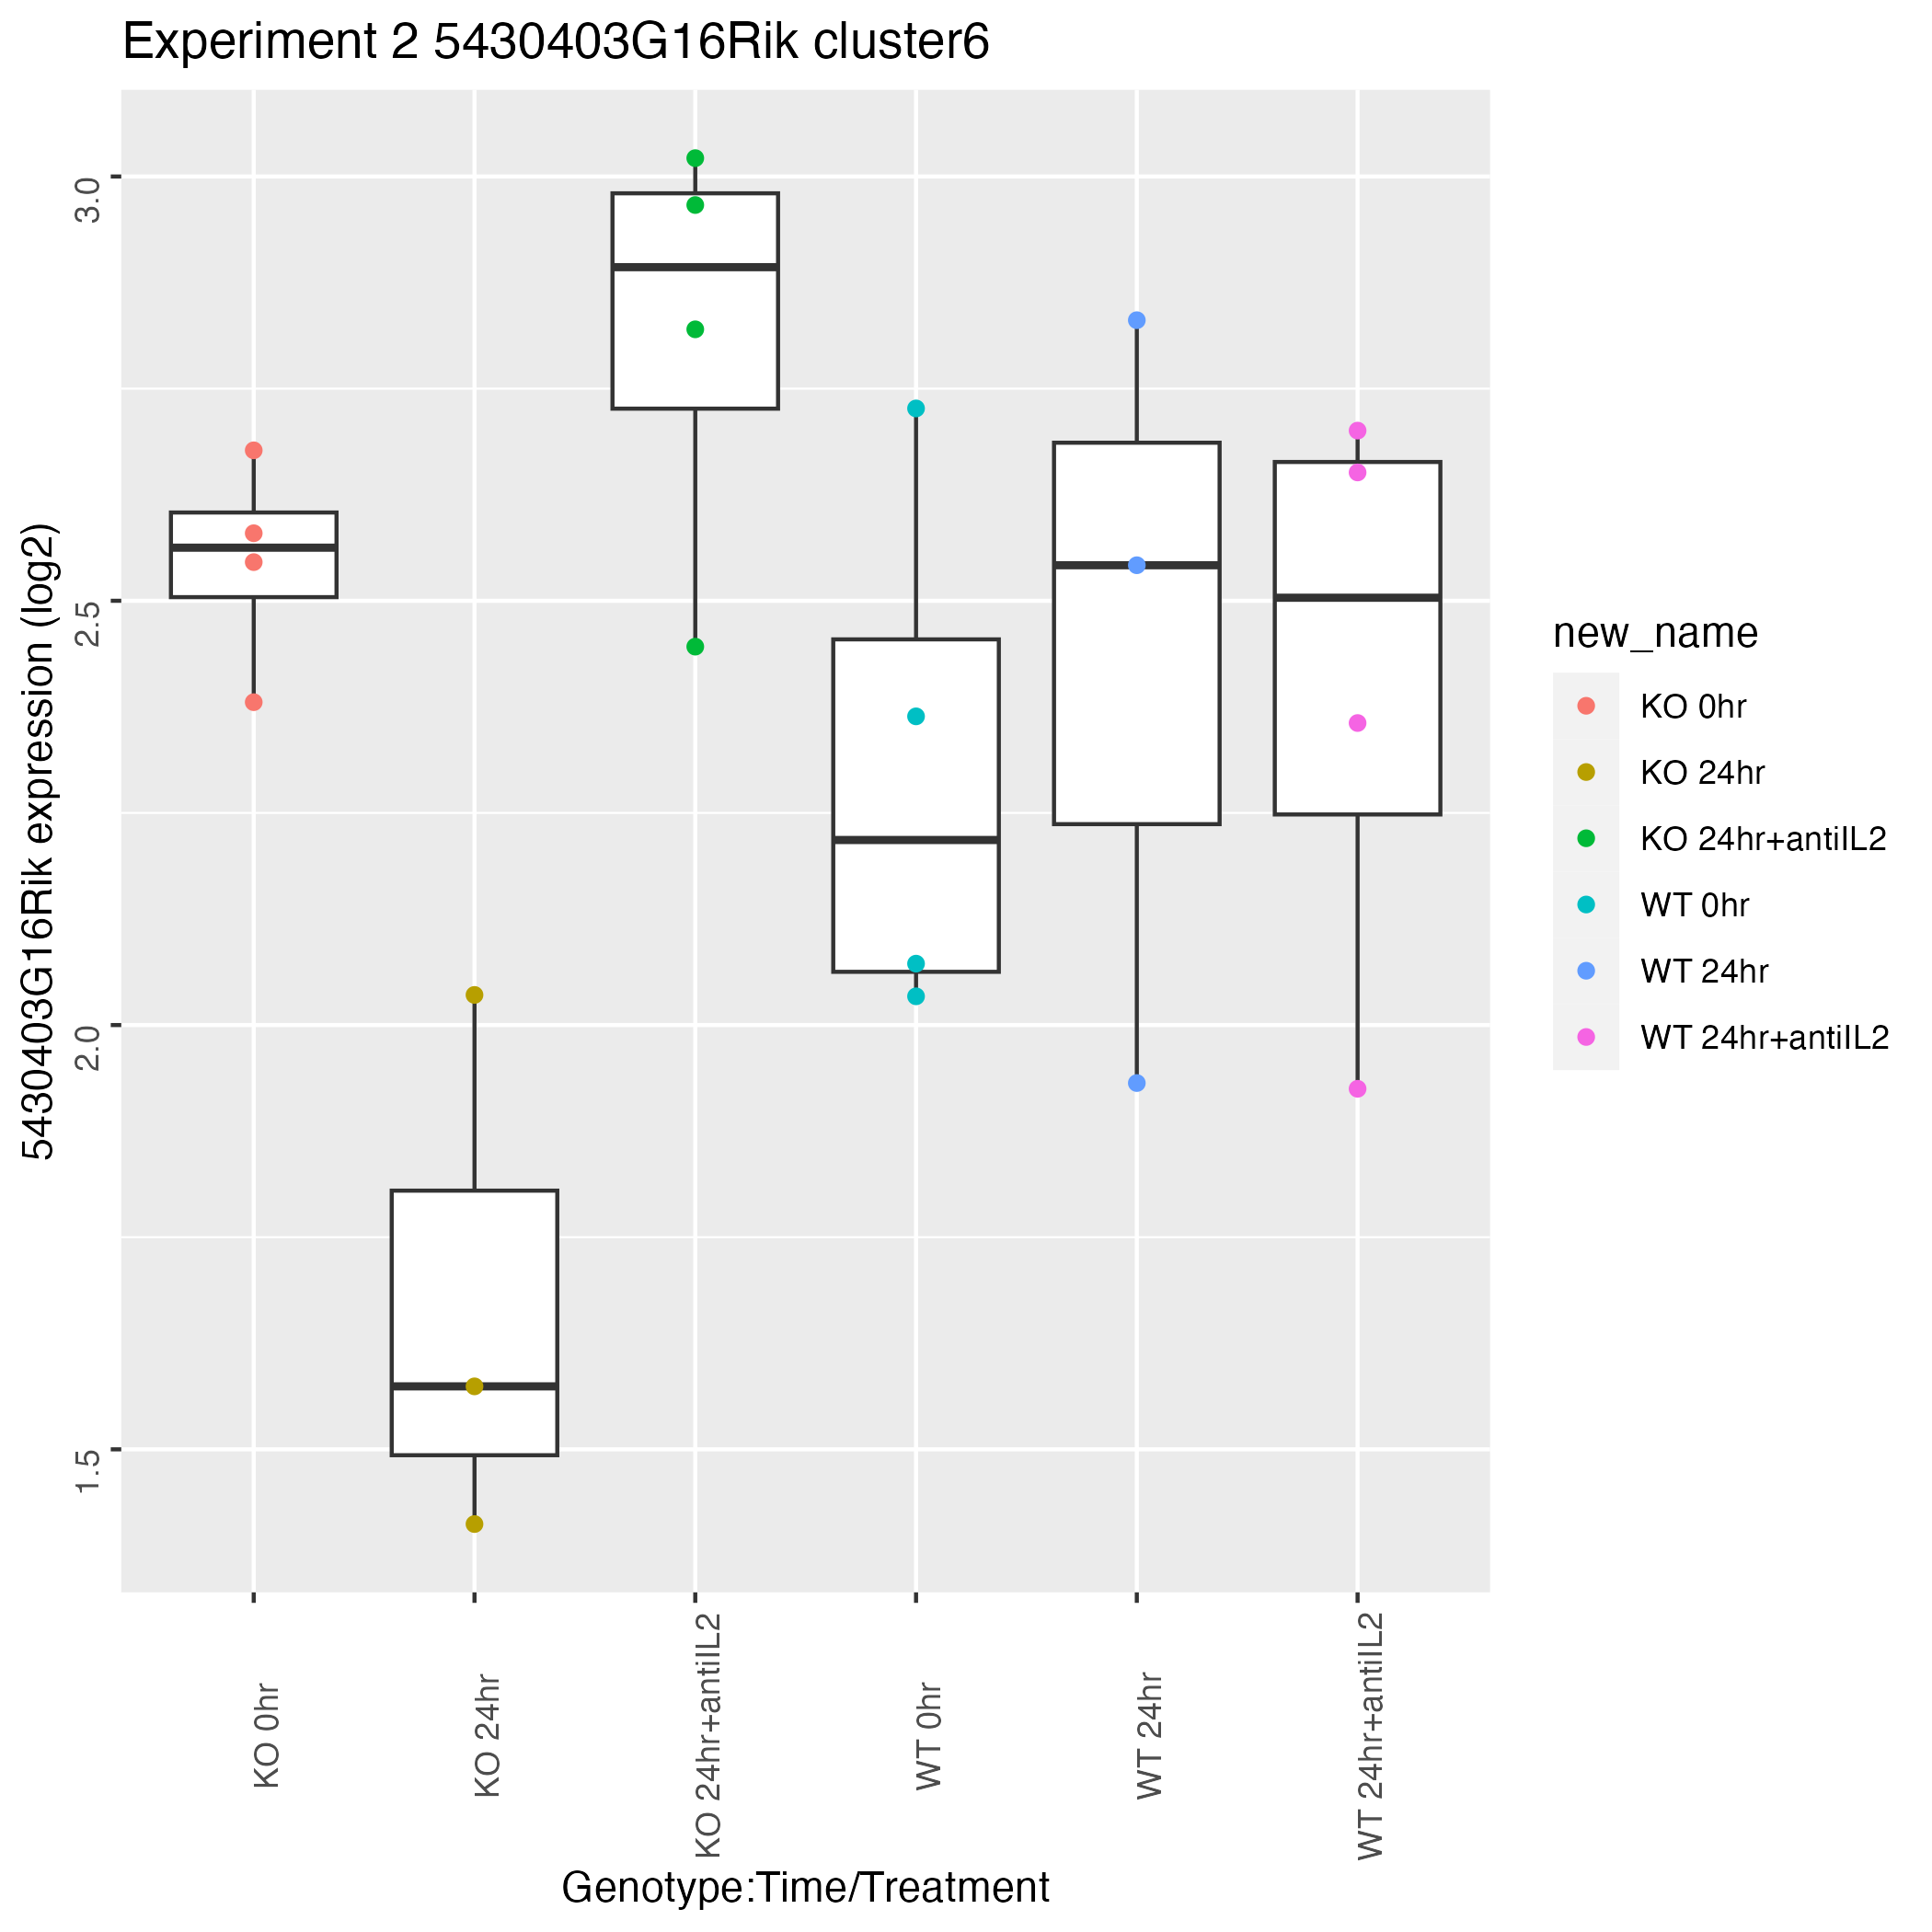 Experiment 2 5430403G16Rik cluster6
5430403G16Rik expression (log2)
3.0
2.5
2.0
1.5
KO 0hr
KO 24hr
KO 24hr+antiIL2
WT 0hr
WT 24hr
WT 24hr+antiIL2
Genotype:Time/Treatment
new_name
KO 0hr
KO 24hr
KO 24hr+antiIL2
WT 0hr
WT 24hr
WT 24hr+antiIL2